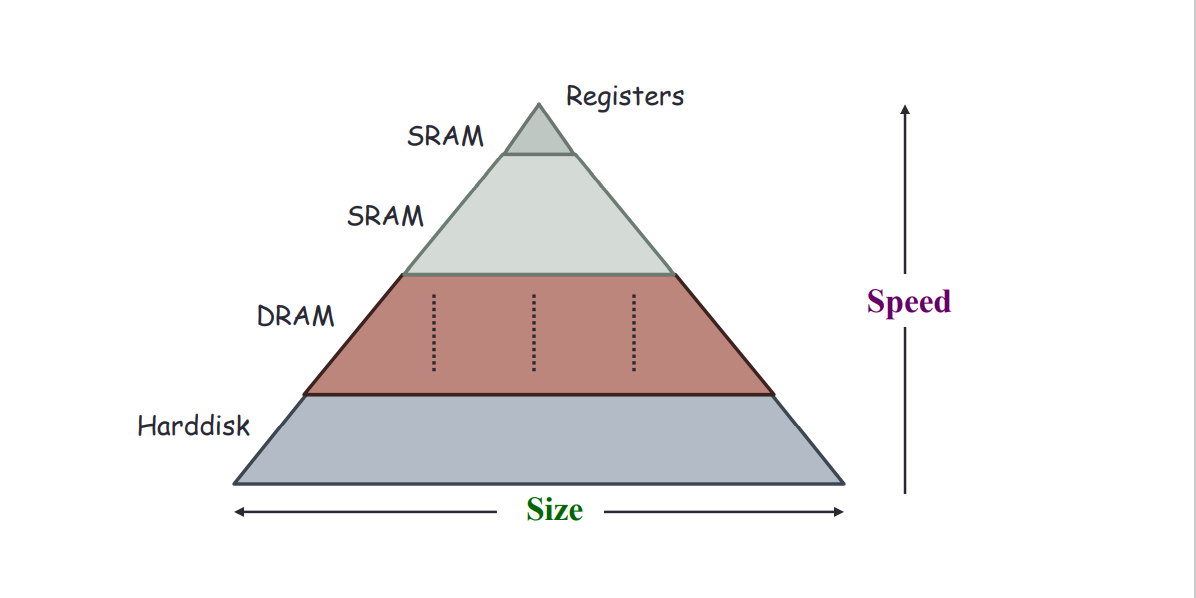 Registers
SRAM
SRAM
DRAM
Speed
Harddisk
Size